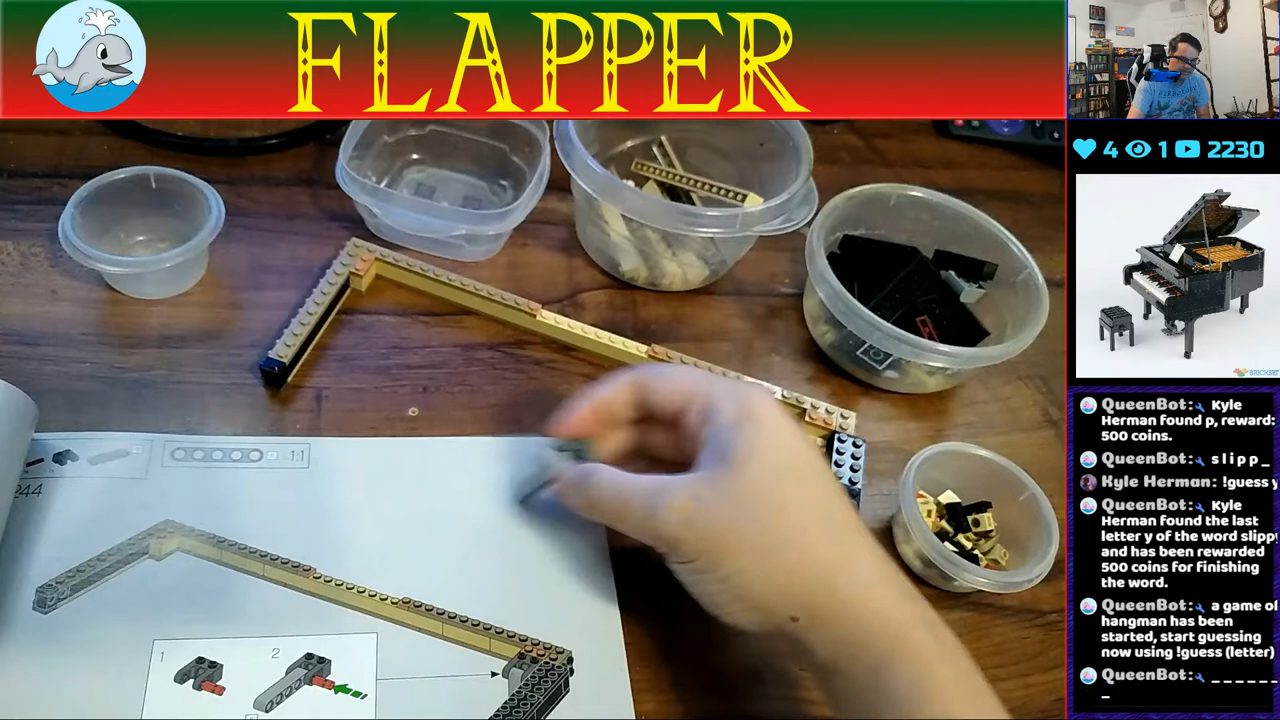 FLAPPER
4 1 2230
QueenBot: Kyle
Herman found p, reward:
500 coins.
QueenBot: s l i p p _
Kyle Herman: !guess y
QueenBot: Kyle
Herman found the last
letter y of the word slippy
and has been rewarded
500 coins for finishing
the word.
QueenBot: a game of
hangman has been
started, start guessing
now using !guess (letter)
QueenBot: _ _ _ _ _ _
_
1:1
244
1 2